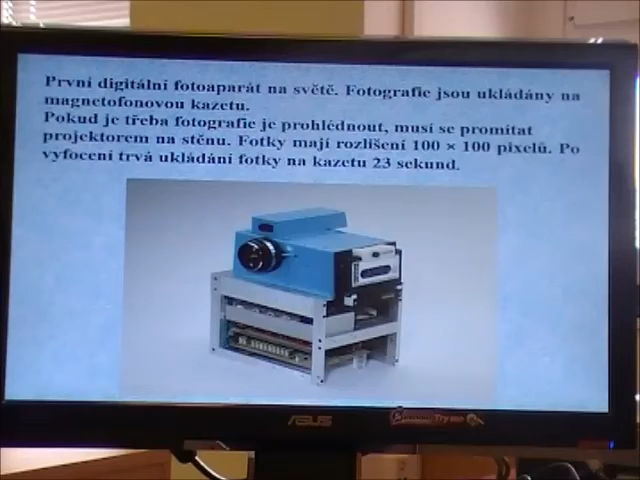 První digitální fotoaparát na světě. Fotografie jsou ukládány na
magnetofonovou kazetu.
Pokud je třeba fotografie je prohlédnout, musí se promítat
projektorem na stěnu. Fotky mají rozlišení 100 × 100 pixelů. Po
vyfocení trvá ukládání fotky na kazetu 23 sekund.
ASUS
Try me